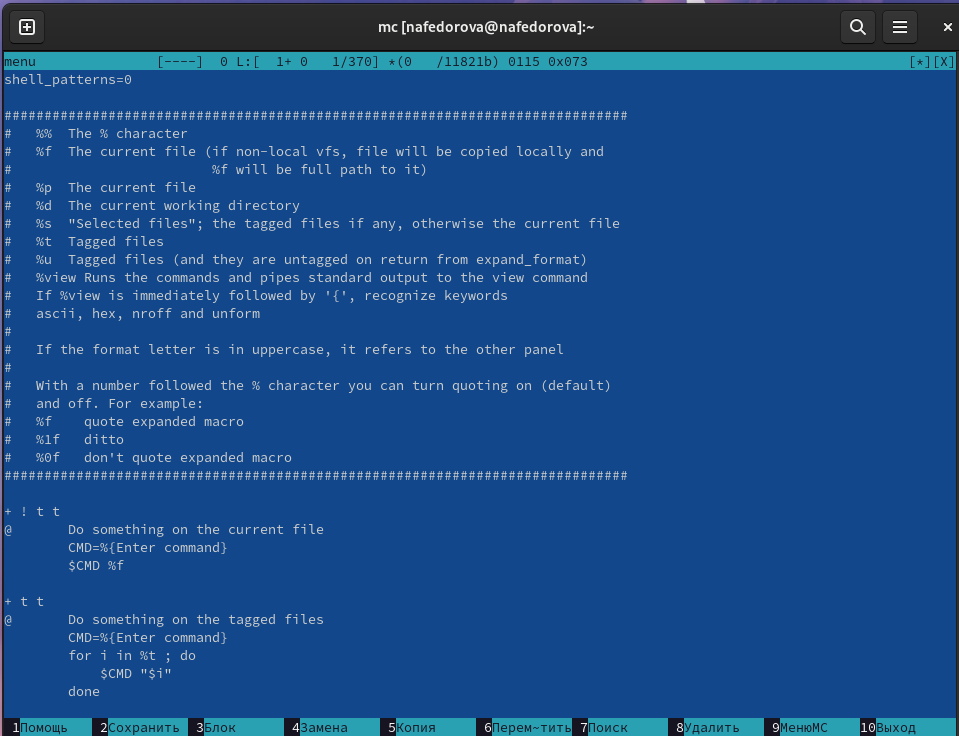 mc [nafedorova@nafedorova]:~
menu [----] 0 L:[ 1+ 0 1/370] *(0 /11821b) 0115 0x073 [*][X]
shell_patterns=0
##############################################################################
# %% The % character
# %f The current file (if non-local vfs, file will be copied locally and
# %f will be full path to it)
# %p The current file
# %d The current working directory
# %s "Selected files"; the tagged files if any, otherwise the current file
# %t Tagged files
# %u Tagged files (and they are untagged on return from expand_format)
# %view Runs the commands and pipes standard output to the view command
# If %view is immediately followed by '{', recognize keywords
# ascii, hex, nroff and unform
#
# If the format letter is in uppercase, it refers to the other panel
#
# With a number followed the % character you can turn quoting on (default)
# and off. For example:
# %f quote expanded macro
# %1f ditto
# %0f don't quote expanded macro
##############################################################################
+ ! t t
@ Do something on the current file
CMD=%{Enter command}
$CMD %f
+ t t
@ Do something on the tagged files
CMD=%{Enter command}
for i in %t ; do
$CMD "$i"
done
1Помощь 2Сохранить 3Блок 4Замена 5Копия 6Перем~тить 7Поиск 8Удалить 9МенюMC 10Выход